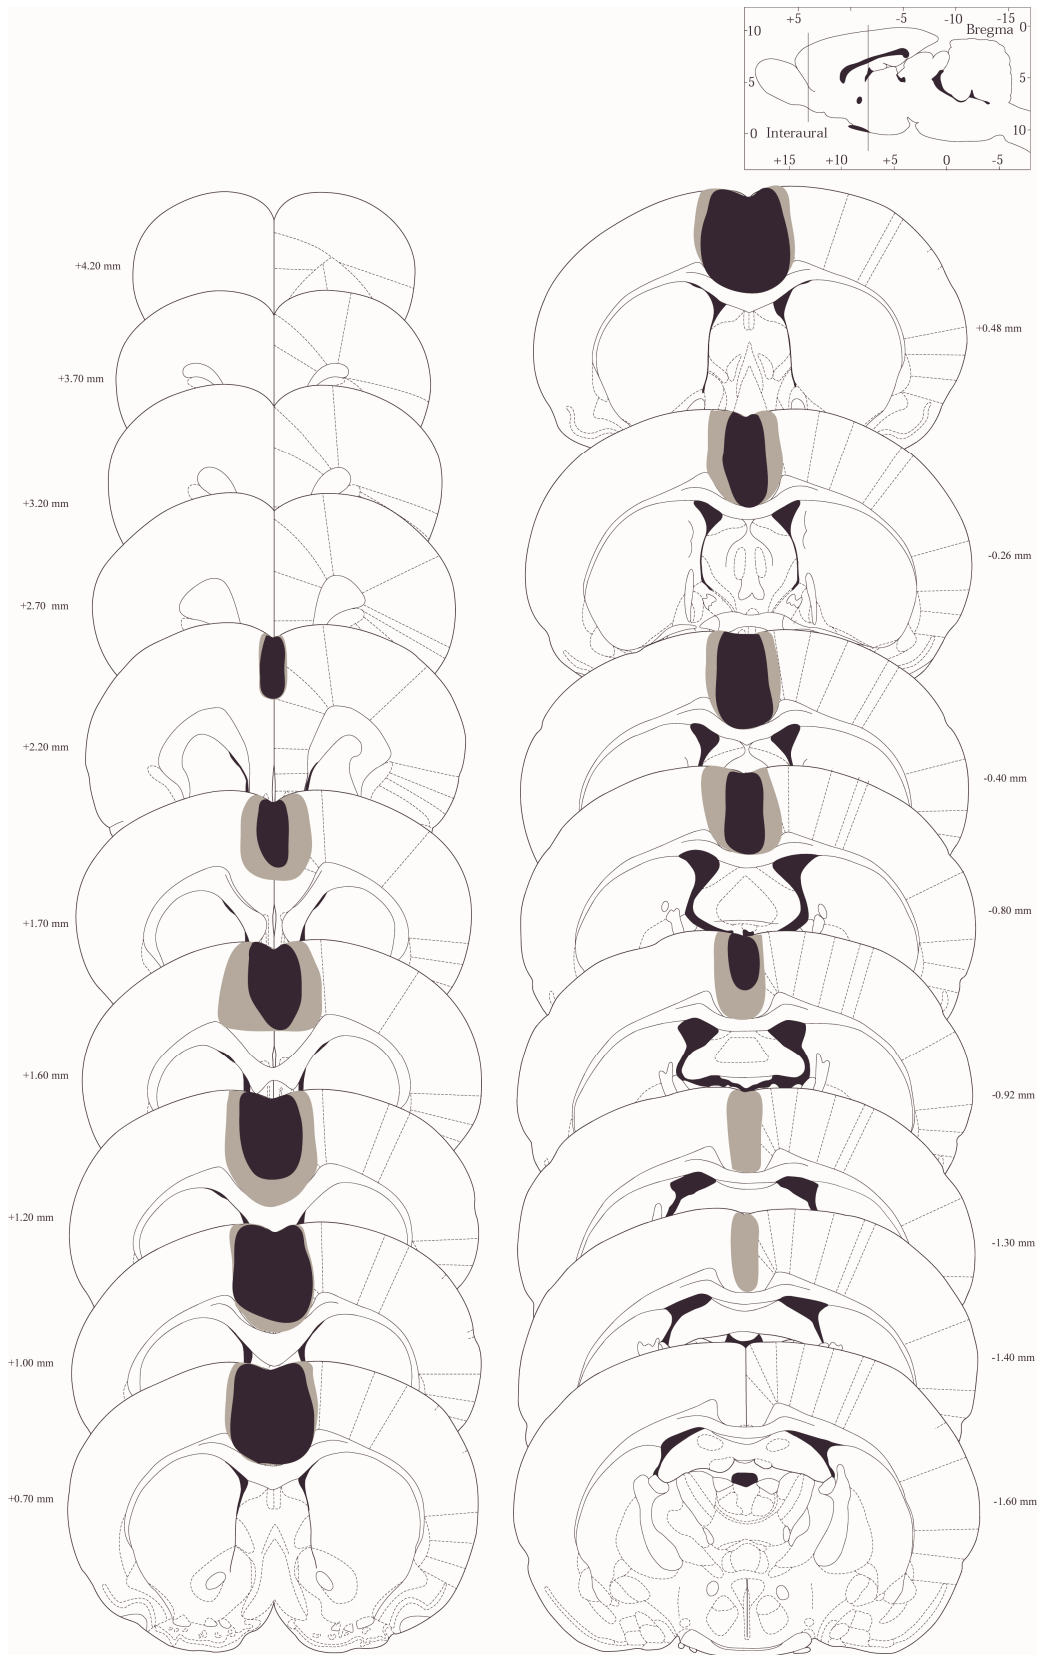 +5 -5 -10 -15
Bregma
10 0
5 5
0 Interaural 10
+15 +10 +5 0 -5
+4.20 mm
+3.70 mm
+3.20 mm
+2.70 mm
+2.20 mm
+1.70 mm
+1.60 mm
+1.20 mm
+1.00 mm
+0.70 mm
+0.48 mm
-0.26 mm
-0.40 mm
-0.80 mm
-0.92 mm
-1.30 mm
-1.40 mm
-1.60 mm